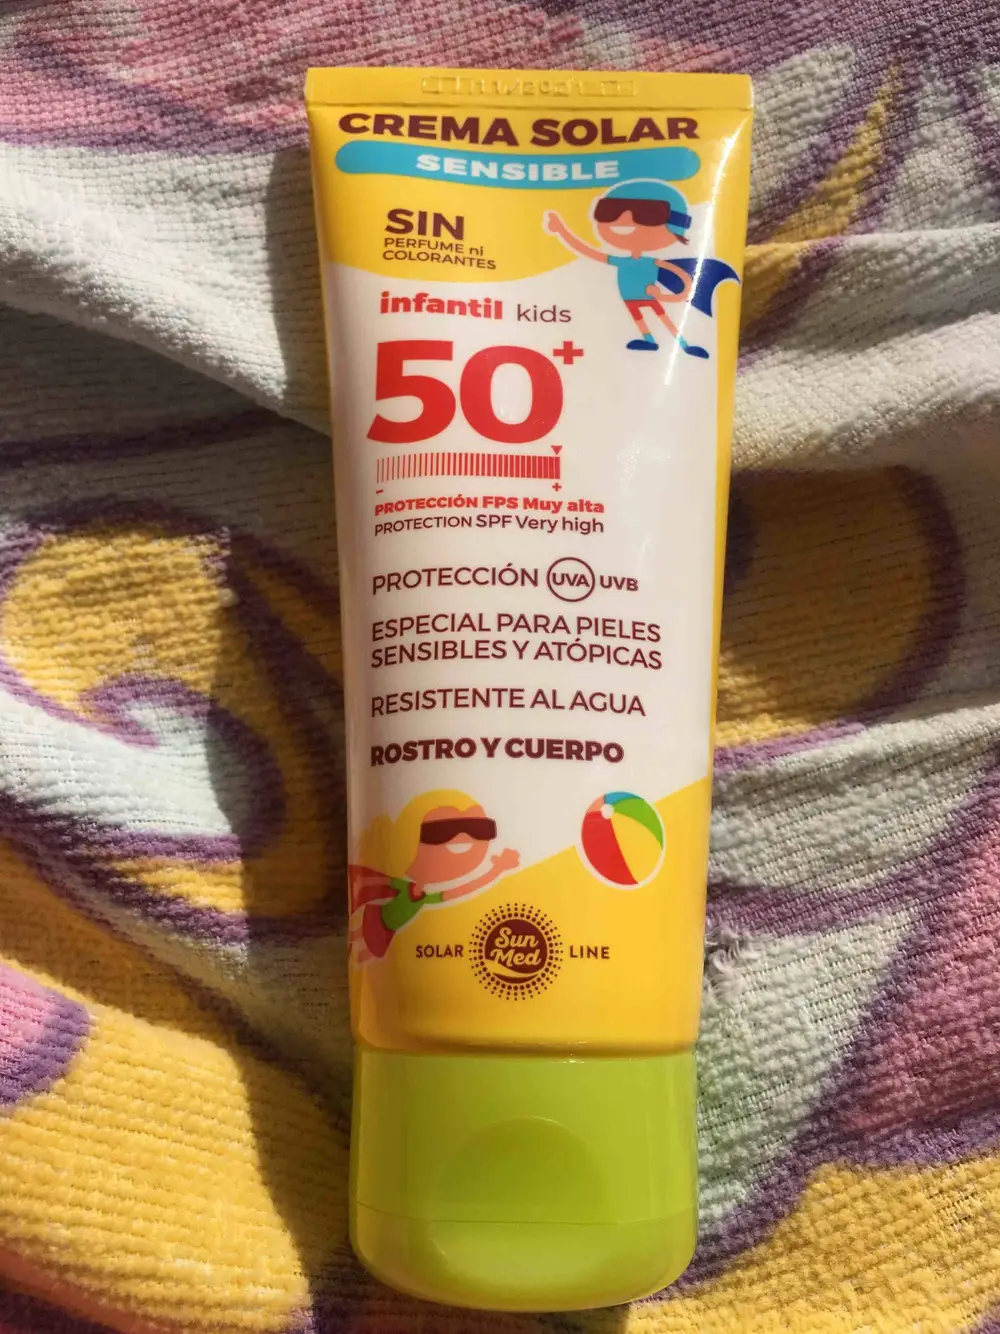 CREMA SOLAR
SENSIBLE
SIN
PERFUME ni
COLORANTES
infantil kids
50+
- +
PROTECCIÓN FPS Muy alta
PROTECTION SPF Very high
PROTECCIÓN UVA UVB
ESPECIAL PARA PIELES
SENSIBLES Y ATÓPICAS
RESISTENTE AL AGUA
ROSTRO Y CUERPO
SOLAR Sun Med LINE